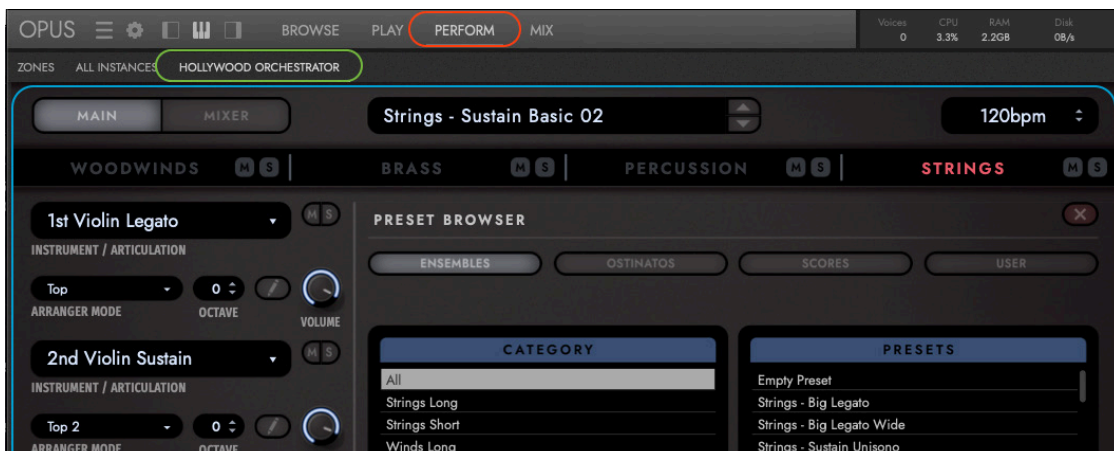 OPUS BROWSE PLAY PERFORM MIX
Voices CPU RAM Disk
0 3.3% 2.2GB 0B/s
ZONES ALL INSTANCES HOLLYWOOD ORCHESTRATOR
MAIN MIXER Strings - Sustain Basic 02 120bpm
WOODWINDS M S BRASS M S PERCUSSION M S STRINGS M S
1st Violin Legato M S
INSTRUMENT / ARTICULATION
Top 0
ARRANGER MODE OCTAVE VOLUME
2nd Violin Sustain M S
INSTRUMENT / ARTICULATION
Top 2 0
ARRANGER MODE OCTAVE
PRESET BROWSER
ENSEMBLES OSTINATOS SCORES USER
CATEGORY
All
Strings Long
Strings Short
Winds Long
PRESETS
Empty Preset
Strings - Big Legato
Strings - Big Legato Wide
Strings - Sustain Unisono